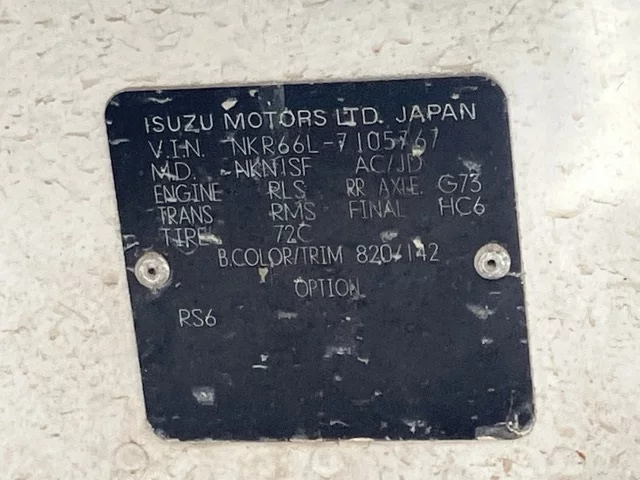 ISUZU MOTORS LTD. JAPAN
V.I.N. NKR66L-7105767
MD. NKN1SF AC/JD
ENGINE RLS RR AXLE. G73
TRANS RMS FINAL HC6
TIRE 72C
B.COLOR/TRIM 820/142
OPTION
RS6